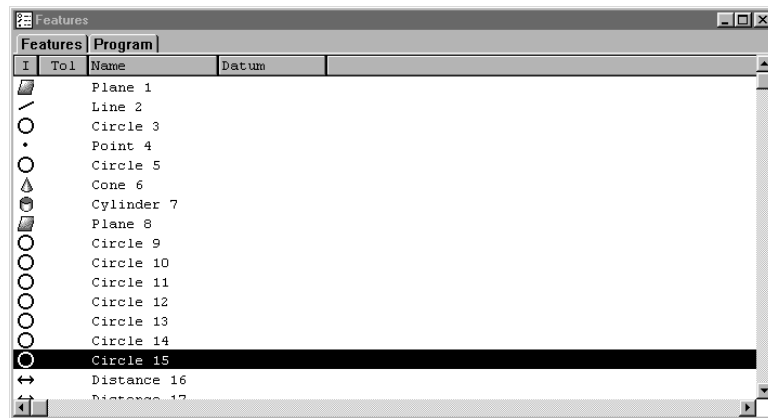 Features
Features Program
I Tol Name Datum
Plane 1
Line 2
Circle 3
Point 4
Circle 5
Cone 6
Cylinder 7
Plane 8
Circle 9
Circle 10
Circle 11
Circle 12
Circle 13
Circle 14
Circle 15
Distance 16
Distance 17